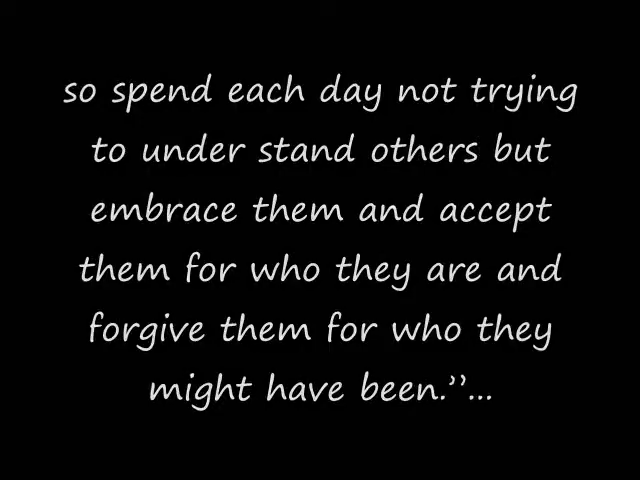 so spend each day not trying
to under stand others but
embrace them and accept
them for who they are and
forgive them for who they
might have been.”...